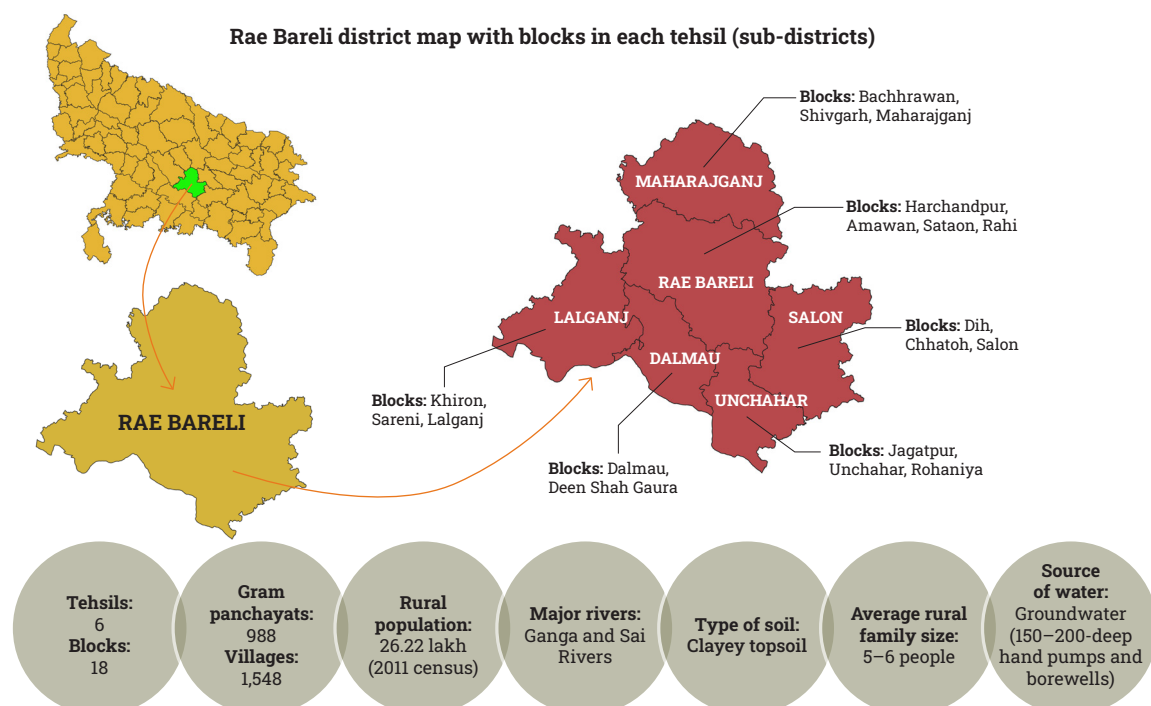 Rae Bareli district map with blocks in each tehsil (sub-districts)
Blocks: Bachhrawan,
Shivgarh, Maharajganj
MAHARAJGANJ
Blocks: Harchandpur,
Amawan, Sataon, Rahi
RAE BARELI
LALGANJ
SALON
Blocks: Dih,
Chhatoh, Salon
DALMAU
UNCHAHAR
Blocks: Khiron,
Sareni, Lalganj
RAE BARELI
Blocks: Dalmau,
Deen Shah Gaura
Blocks: Jagatpur,
Unchahar, Rohaniya
Tehsils:
6
Blocks:
18
Gram
panchayats:
988
Villages:
1,548
Rural
population:
26.22 lakh
(2011 census)
Major rivers:
Ganga and Sai
Rivers
Type of soil:
Clayey topsoil
Average rural
family size:
5–6 people
Source
of water:
Groundwater
(150–200-deep
hand pumps and
borewells)